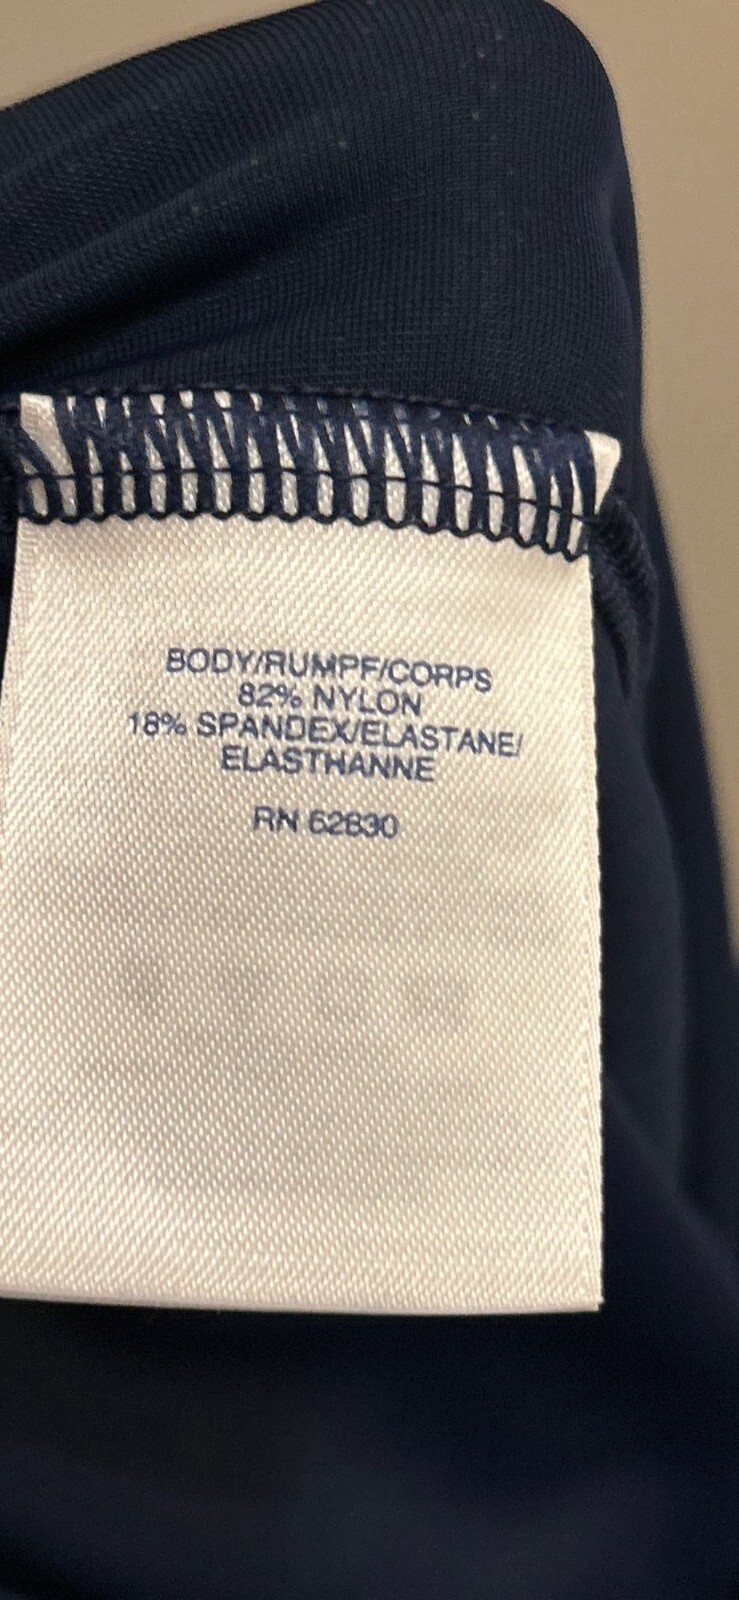 BODY/RUMPF/CORPS
82% NYLON
18% SPANDEX/ELASTANE/
ELASTHANNE
RN 62830